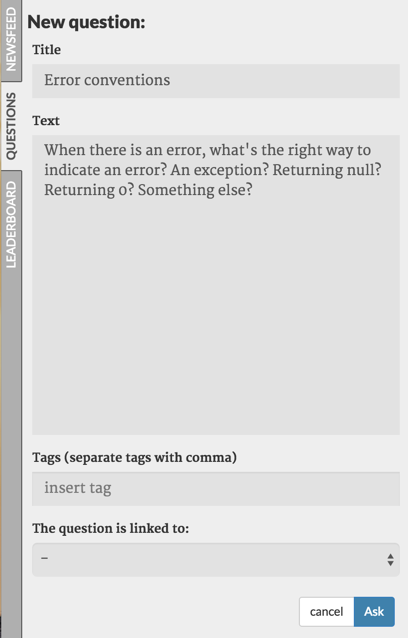 NEWSFEED
QUESTIONS
LEADERBOARD
New question:
Title
Error conventions
Text
When there is an error, what's the right way to
indicate an error? An exception? Returning null?
Returning 0? Something else?
Tags (separate tags with comma)
insert tag
The question is linked to:
–
cancel
Ask